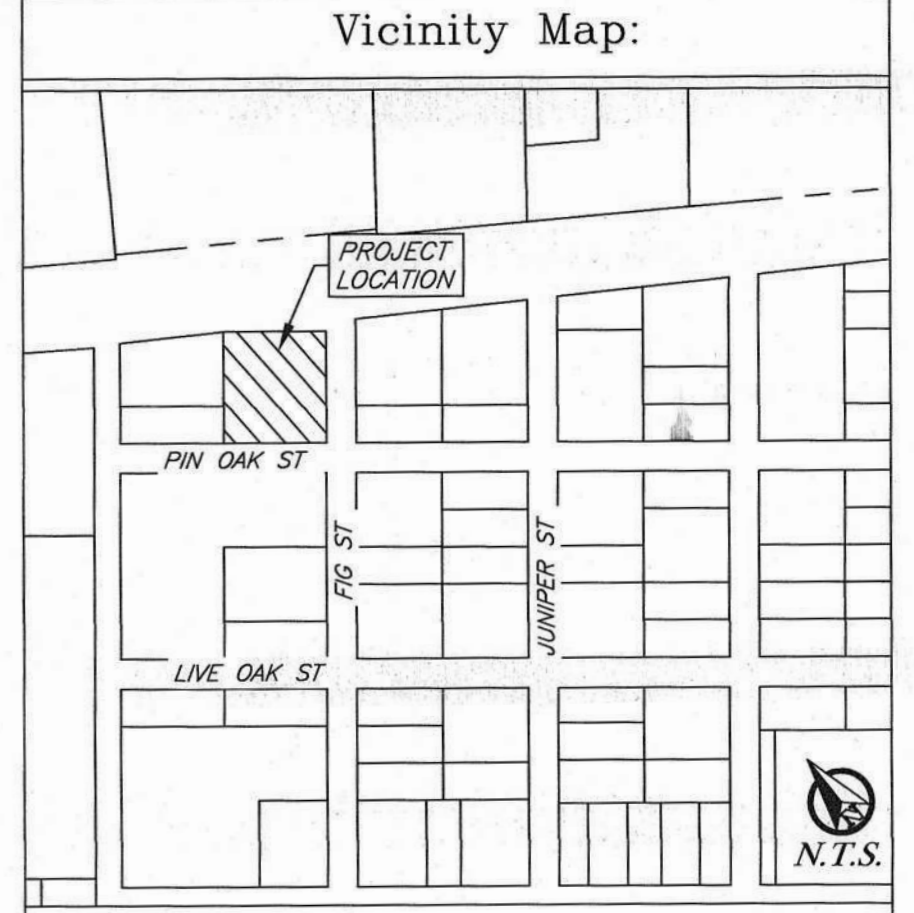 Vicinity Map:
PROJECT
LOCATION
PIN OAK ST
FIG ST
JUNIPER ST
LIVE OAK ST
N
N.T.S.